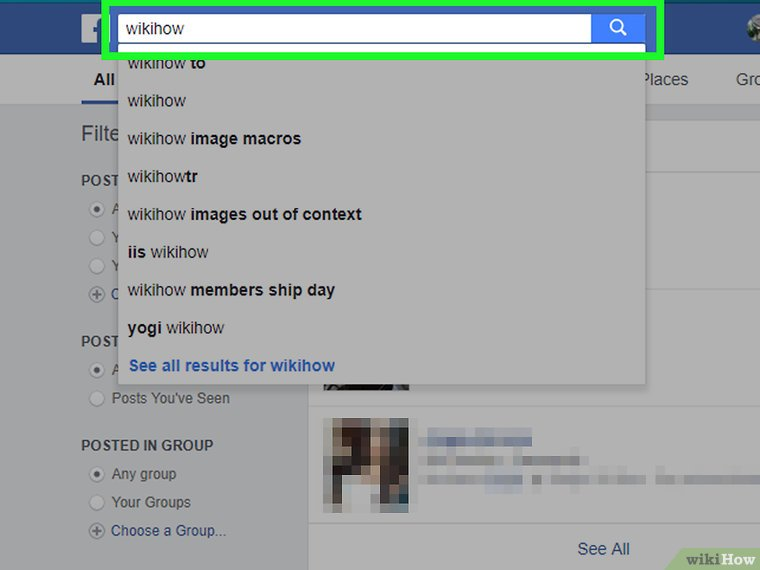 f wikihow
All Places Gro
wikihow to
wikihow
Filte
wikihow image macros
POST
wikihowtr
A
wikihow images out of context
Y
iis wikihow
Y
wikihow members ship day
C
yogi wikihow
POST
See all results for wikihow
A
Posts You've Seen
POSTED IN GROUP
Any group
Your Groups
Choose a Group...
See All
wikiHow